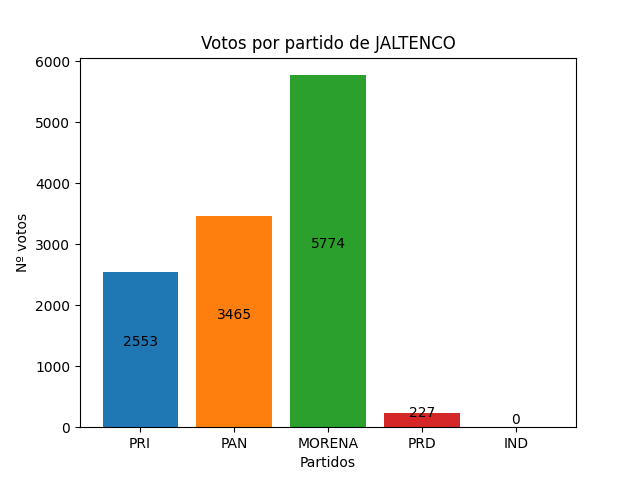 Votos por partido de JALTENCO
Nº votos
6000
5000
4000
3000
2000
1000
0
2553
3465
5774
227
0
PRI
PAN
MORENA
PRD
IND
Partidos